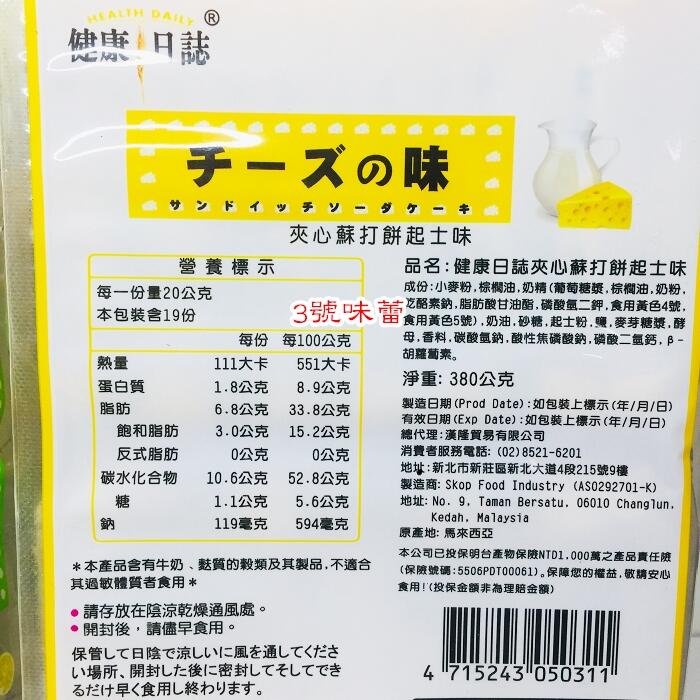 HEALTH DAILY ®
健康日誌
チーズの味
サンドイッチソーダケーキ
夾心蘇打餅起士味
營養標示
每一份量20公克
本包裝含19份
每份 每100公克
熱量 111大卡 551大卡
蛋白質 1.8公克 8.9公克
脂肪 6.8公克 33.8公克
飽和脂肪 3.0公克 15.2公克
反式脂肪 0公克 0公克
碳水化合物 10.6公克 52.8公克
糖 1.1公克 5.6公克
鈉 119毫克 594毫克
3號味蕾
品名:健康日誌夾心蘇打餅起士味
成份:小麥粉,棕櫚油,奶精(葡萄糖漿,棕櫚油,奶粉,
酪素鈉,脂肪酸甘油酯,磷酸氫二鉀,食用黃色4號,
食用黃色5號),奶油,砂糖,起士粉,鹽,麥芽糖漿,酵
母,香料,碳酸氫鈉,酸性焦磷酸鈉,磷酸二氫鈣,β-
胡蘿蔔素。
淨重: 380公克
製造日期(Prod Date):如包裝上標示(年/月/日)
有效日期(Exp Date):如包裝上標示(年/月/日)
總代理:漢隆貿易有限公司
消費者服務電話: (02)8521-6201
地址:新北市新莊區新北大道4段215號9樓
製造商: Skop Food Industry (AS0292701-K)
地址: No. 9, Taman Bersatu, 06010 Changlun,
Kedah, Malaysia
原產地: 馬來西亞
本公司已投保明台產物保險NTD1.000萬之產品責任險
(保險號碼:5506PDT00061)。保障您的權益,敬請安心
食用!(投保金額非為理賠金額)
＊本產品含有牛奶、麩質的穀類及其製品,不適合
其過敏體質者食用＊
●請存放在陰涼乾燥通風處。
●開封後，請儘早食用。
保管して日陰で涼しいに風を通してくださ
い場所、開封した後に密封してそしてでき
るだけ早く食用し終わります。
4 715243 050311